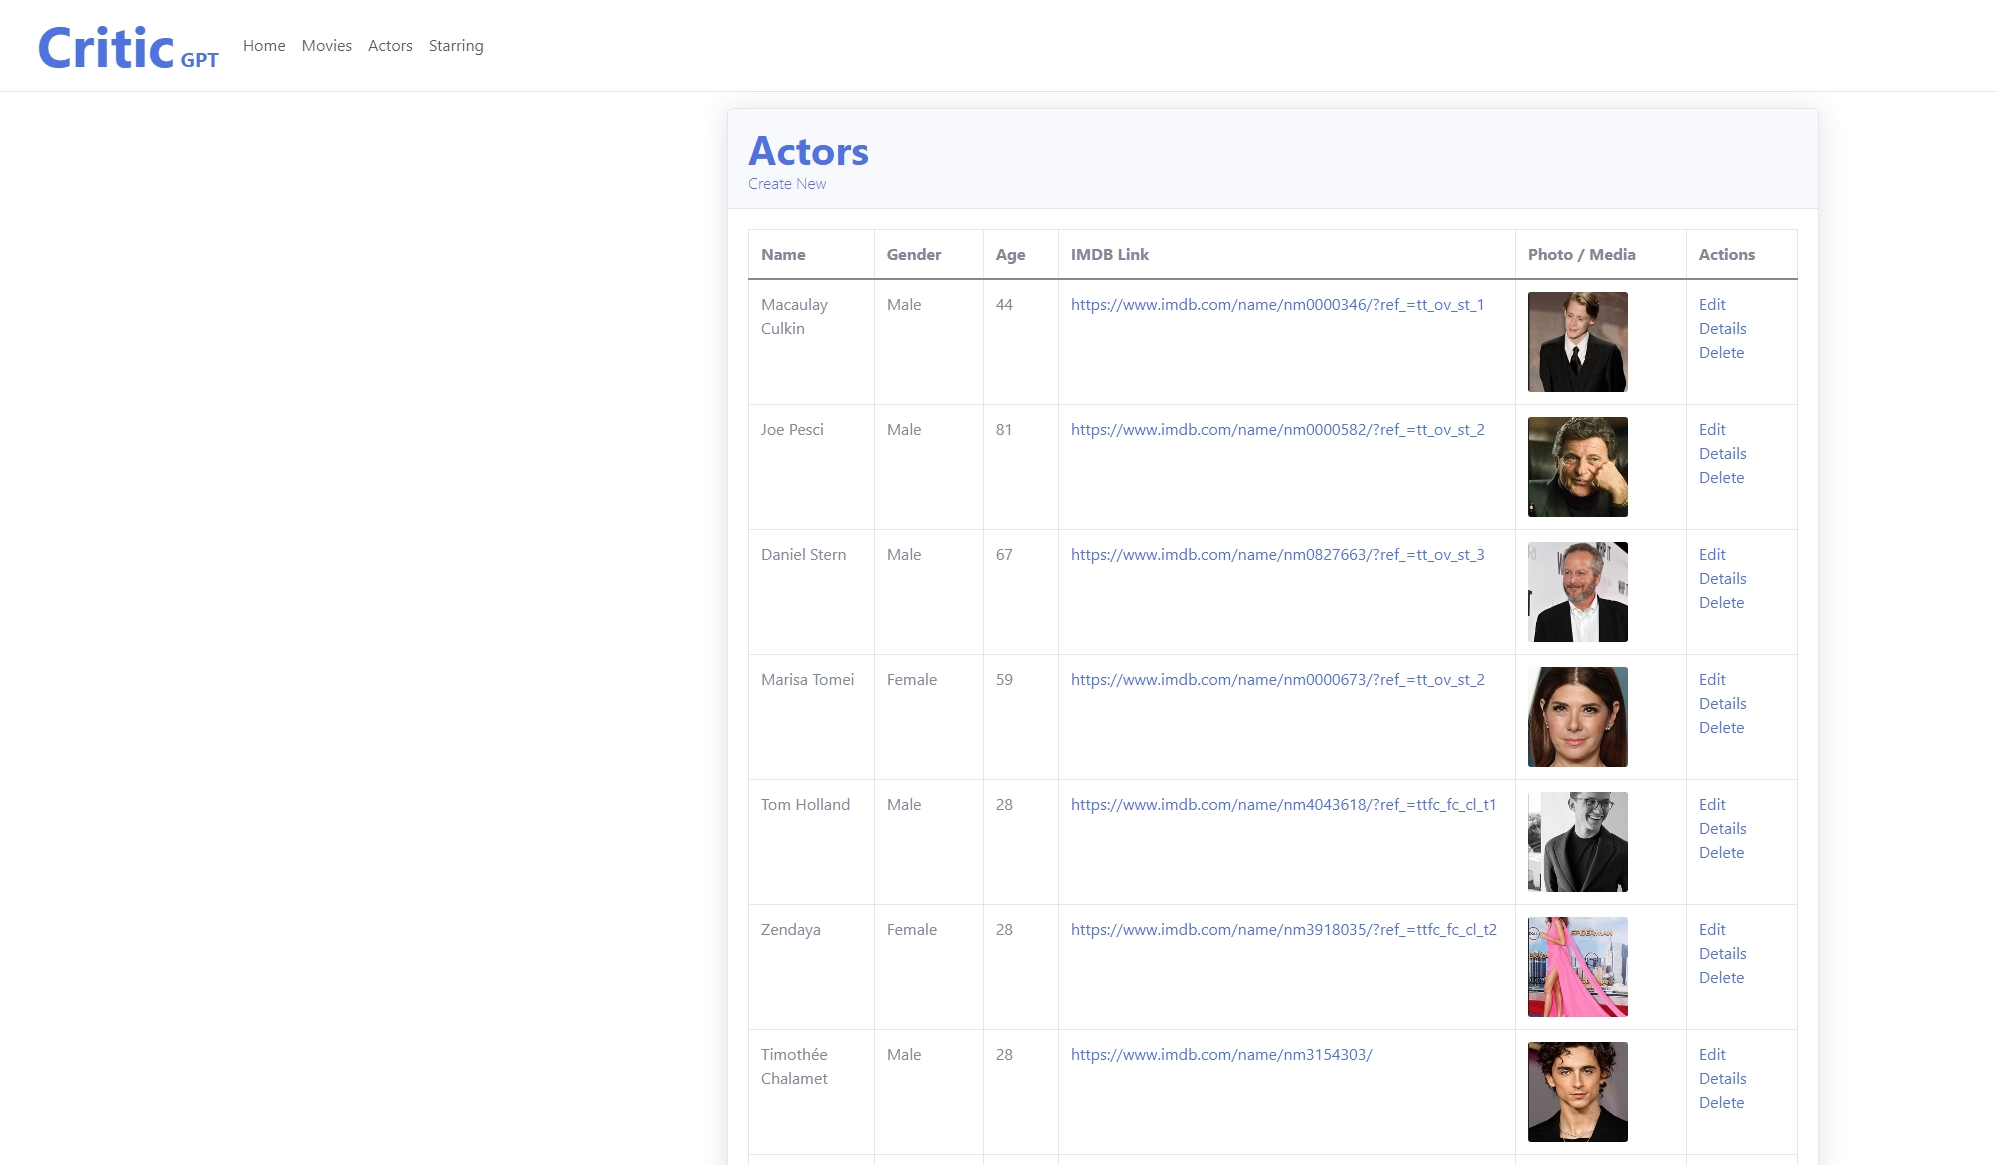 Critic GPT
Home Movies Actors Starring
Actors
Create New
Name Gender Age IMDB Link Photo / Media Actions
Macaulay Culkin Male 44 https://www.imdb.com/name/nm0000346/?ref_=tt_ov_st_1 Edit
Details
Delete
Joe Pesci Male 81 https://www.imdb.com/name/nm0000582/?ref_=tt_ov_st_2 Edit
Details
Delete
Daniel Stern Male 67 https://www.imdb.com/name/nm0827663/?ref_=tt_ov_st_3 Edit
Details
Delete
Marisa Tomei Female 59 https://www.imdb.com/name/nm0000673/?ref_=tt_ov_st_2 Edit
Details
Delete
Tom Holland Male 28 https://www.imdb.com/name/nm4043618/?ref_=ttfc_fc_cl_t1 Edit
Details
Delete
Zendaya Female 28 https://www.imdb.com/name/nm3918035/?ref_=ttfc_fc_cl_t2 Edit
Details
Delete
Timothée Chalamet Male 28 https://www.imdb.com/name/nm3154303/ Edit
Details
Delete